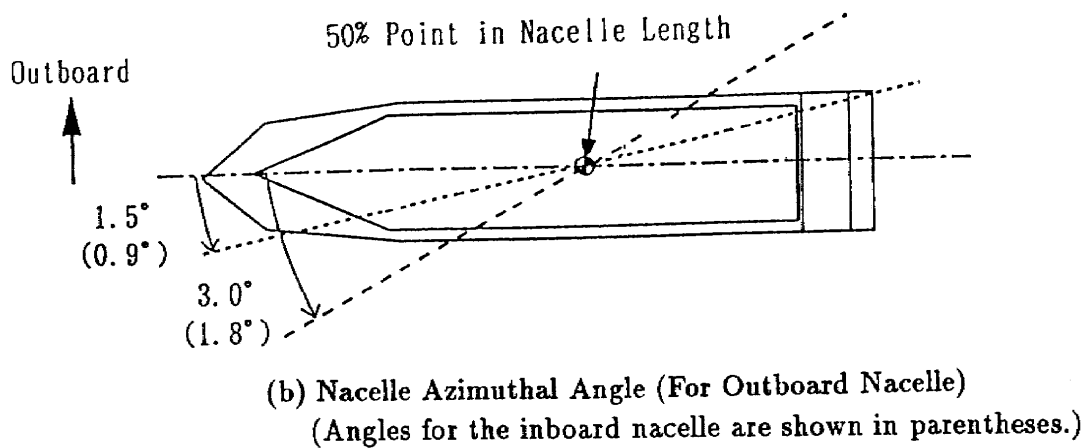 50% Point in Nacelle Length
Outboard
1.5°
(0.9°)
3.0°
(1.8°)
(b) Nacelle Azimuthal Angle (For Outboard Nacelle)
(Angles for the inboard nacelle are shown in parentheses.)